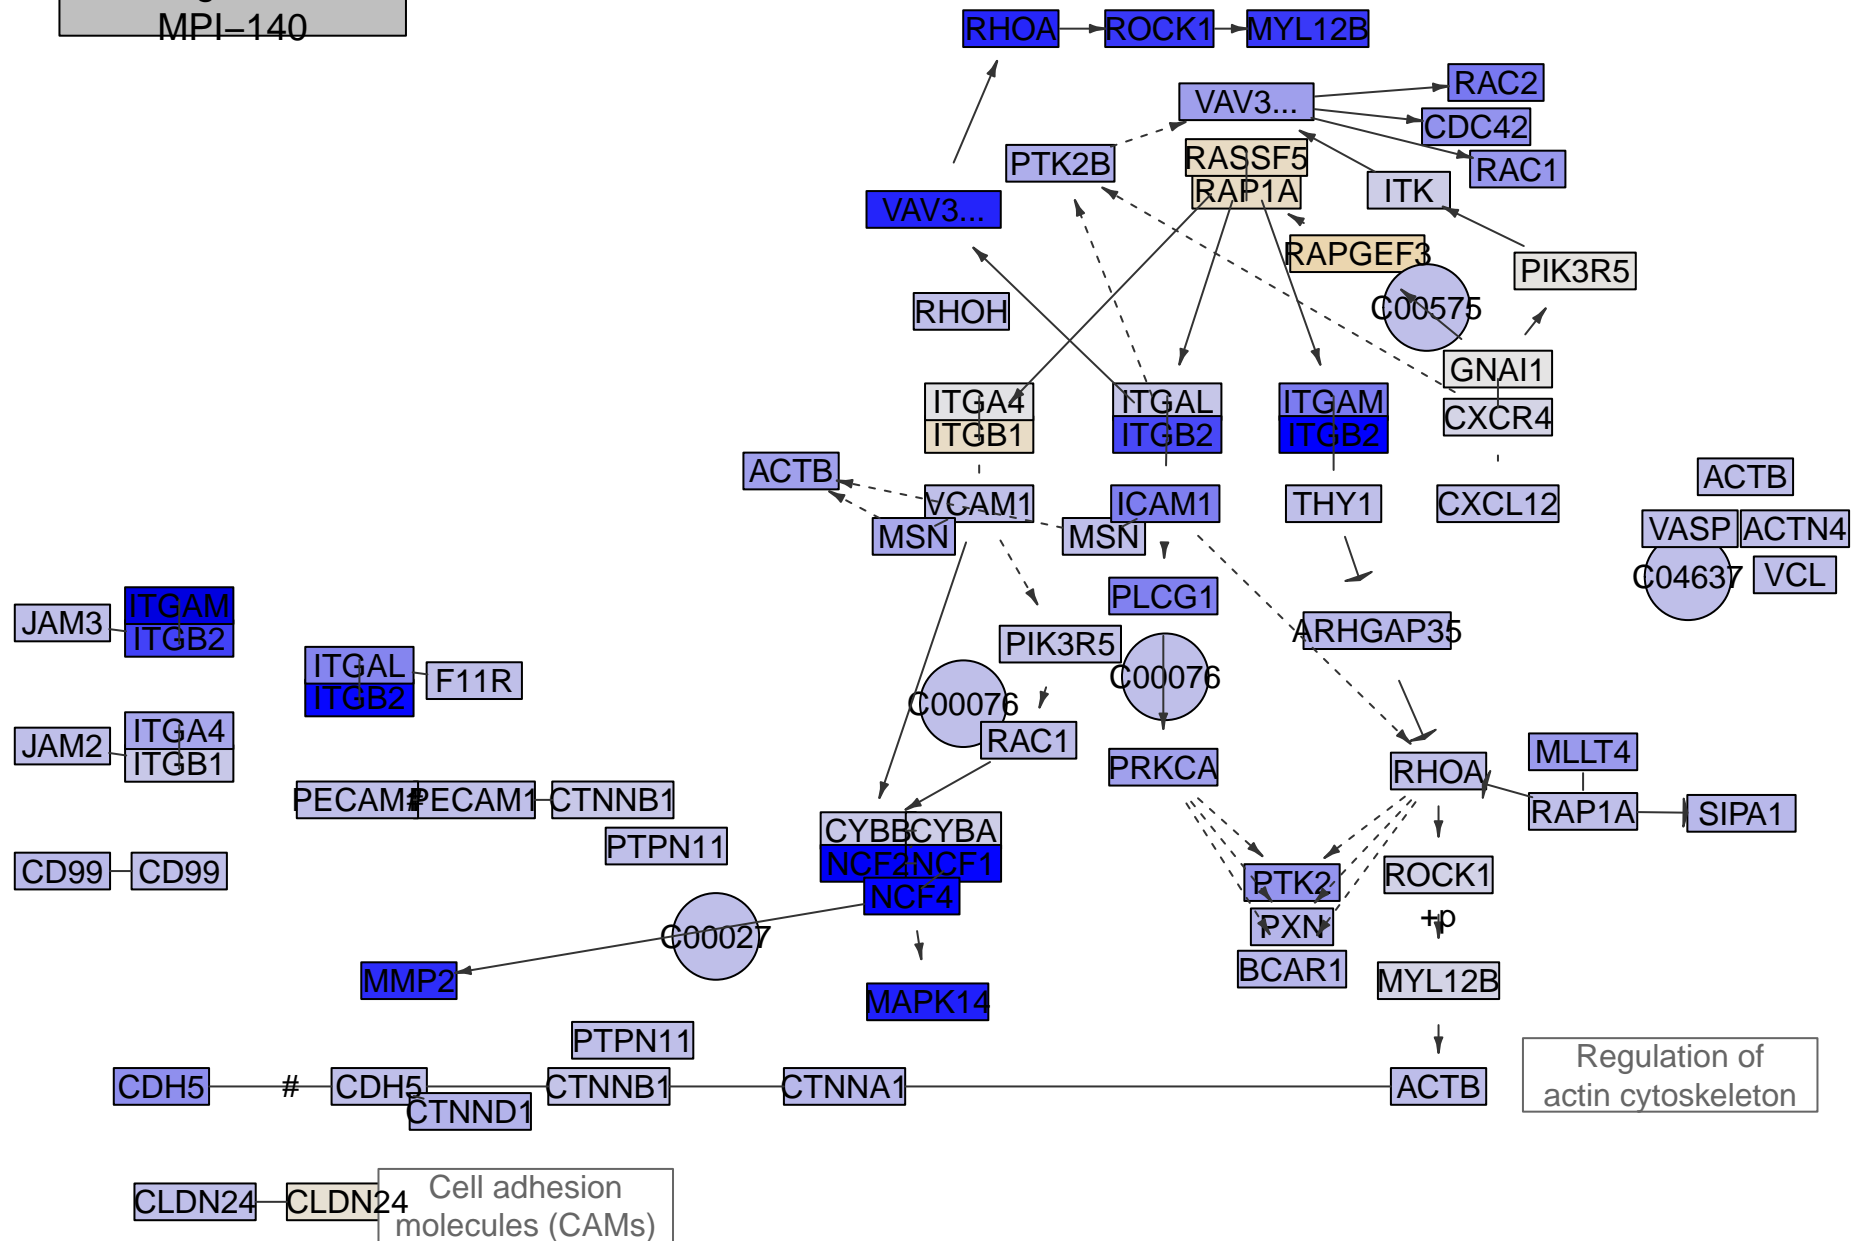 MPI−140
RHOA
ROCK1
MYL12B
RAC2
VAV3...
CDC42
PTK2B
RASSF5
RAC1
RAP1A
ITK
VAV3...
RAPGEF3
PIK3R5
C00575
RHOH
GNAI1
ITGA4
ITGAL
ITGAM
CXCR4
ITGB1
ITGB2
ITGB2
ACTB
ACTB
VCAM1
ICAM1
THY1
CXCL12
MSN
MSN
VASP
ACTN4
C04637
VCL
PLCG1
ITGAM
JAM3
ITGB2
ARHGAP35
PIK3R5
ITGAL
F11R
C00076
ITGB2
C00076
ITGA4
JAM2
RAC1
ITGB1
PRKCA
RHOA
MLLT4
PECAM1
#
PECAM1
CTNNB1
RAP1A
SIPA1
CYBB
CYBA
PTPN11
NCF2
NCF1
CD99
CD99
NCF4
PTK2
ROCK1
+p
PXN
C00027
BCAR1
MMP2
MYL12B
MAPK14
PTPN11
Regulation of
actin cytoskeleton
CDH5
#
CDH5
CTNNB1
CTNNA1
ACTB
CTNND1
CLDN24
CLDN24
Cell adhesion
molecules (CAMs)